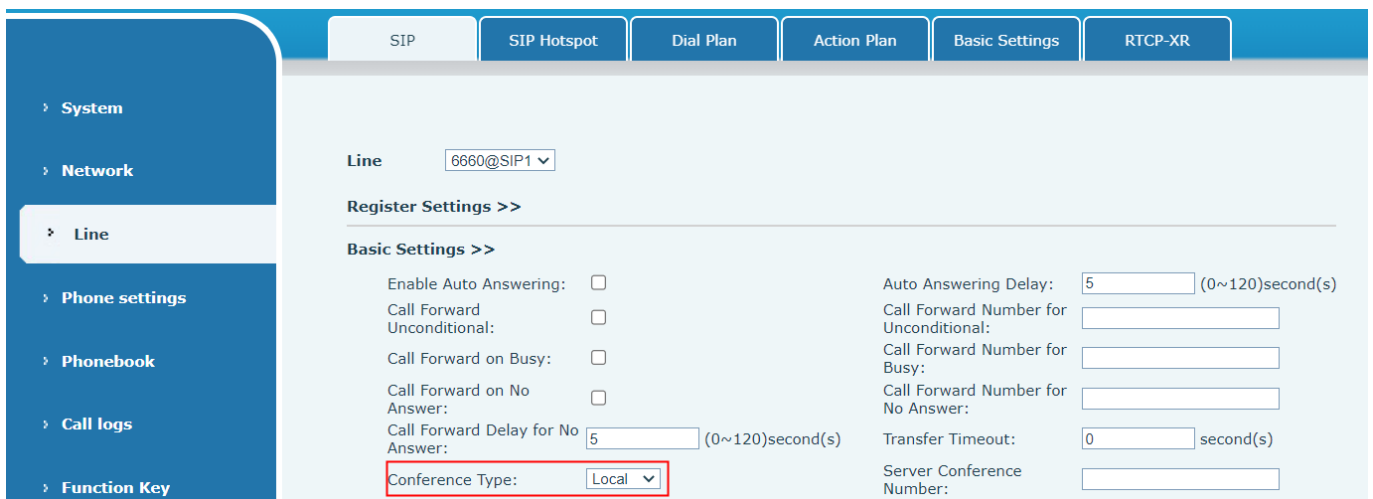 SIP
SIP Hotspot
Dial Plan
Action Plan
Basic Settings
RTCP-XR
› System
› Network
› Line
› Phone settings
› Phonebook
› Call logs
› Function Key
Line 6660@SIP1
Register Settings >>
Basic Settings >>
Enable Auto Answering:
Auto Answering Delay: 5 (0~120)second(s)
Call Forward
Unconditional:
Call Forward Number for
Unconditional:
Call Forward on Busy:
Call Forward Number for
Busy:
Call Forward on No
Answer:
Call Forward Number for
No Answer:
Call Forward Delay for No
Answer: 5 (0~120)second(s)
Transfer Timeout: 0 second(s)
Conference Type: Local
Server Conference
Number: